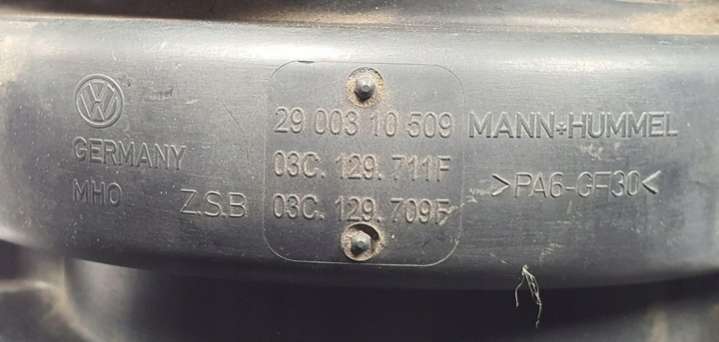 29 003 10 509 MANN+HUMMEL
GERMANY 03C. 129. 711F >PA6-GF30<
MHO Z.S.B 03C. 129. 709F